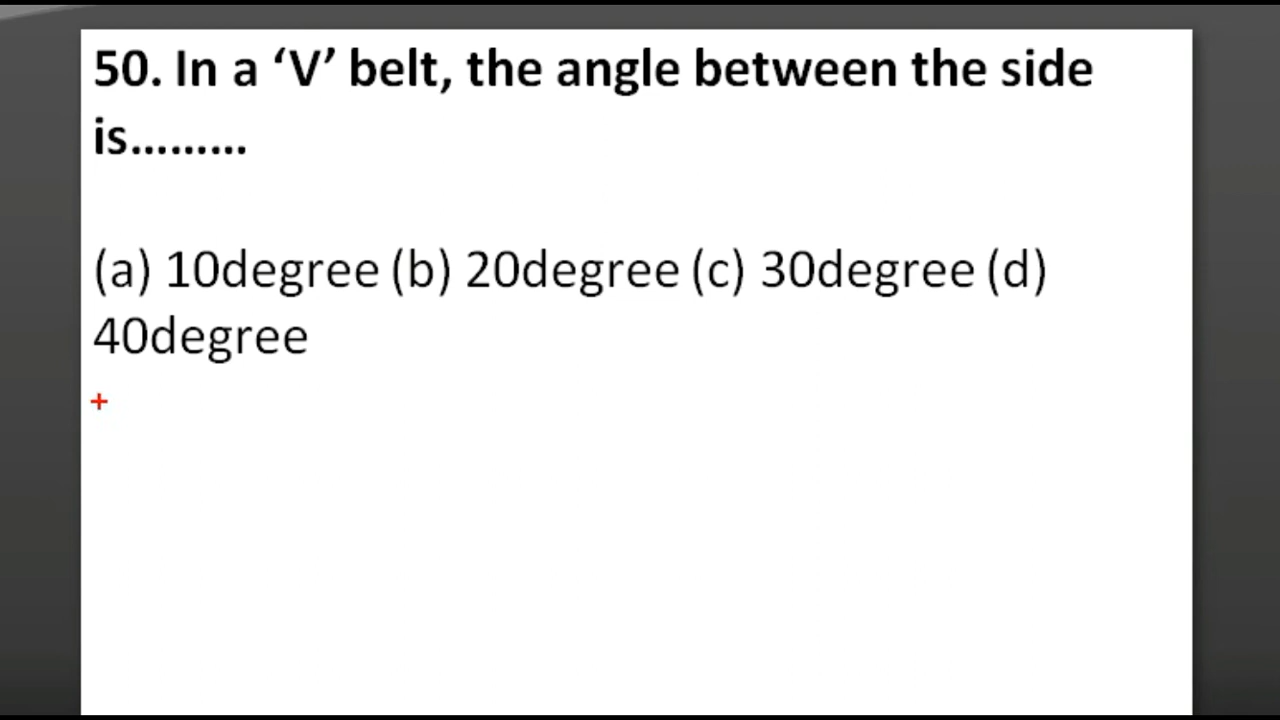 50. In a ‘V’ belt, the angle between the side
is.........
(a) 10degree (b) 20degree (c) 30degree (d)
40degree